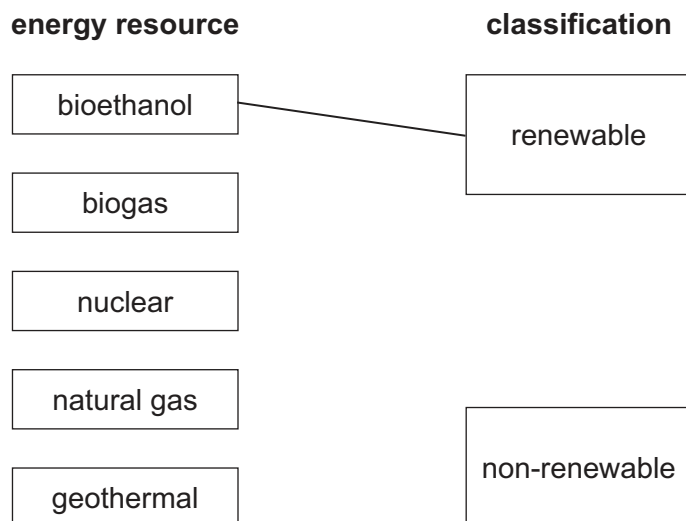 energy resource
classification
bioethanol
renewable
biogas
nuclear
natural gas
non-renewable
geothermal